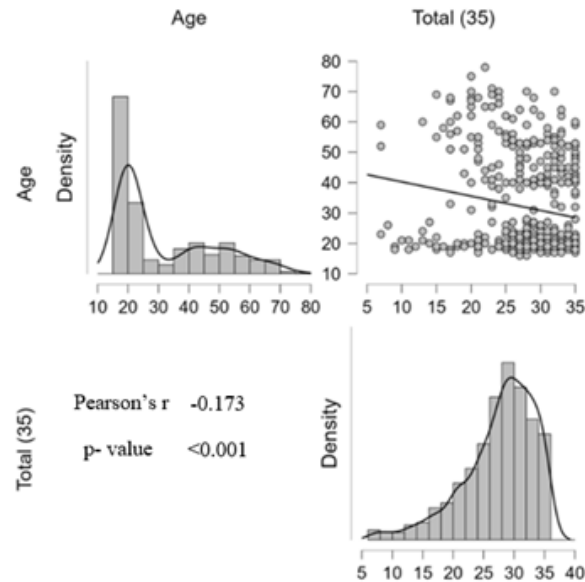 Age Total (35)
Age
Density
80
70
60
50
40
30
20
10
10 20 30 40 50 60 70 80
5 10 15 20 25 30 35
Total (35)
Pearson's r -0.173
p- value <0.001
Density
5 10 15 20 25 30 35 40